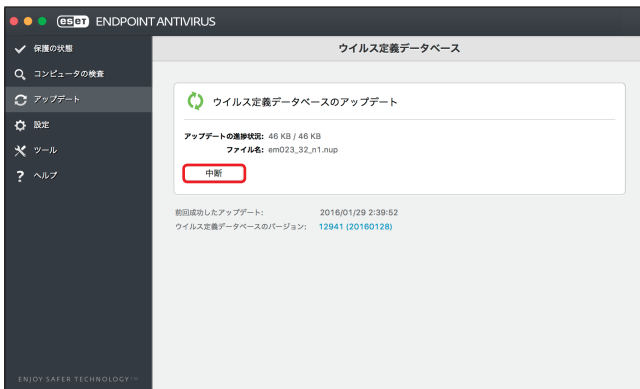 eset ENDPOINT ANTIVIRUS
保護の状態
コンピュータの検査
アップデート
設定
ツール
? ヘルプ
ウイルス定義データベース
ウイルス定義データベースのアップデート
アップデートの進捗状況: 46 KB / 46 KB
ファイル名: em023_32_n1.nup
中断
前回成功したアップデート: 2016/01/29 2:39:52
ウイルス定義データベースのバージョン: 12941 (20160128)
ENJOY SAFER TECHNOLOGY™